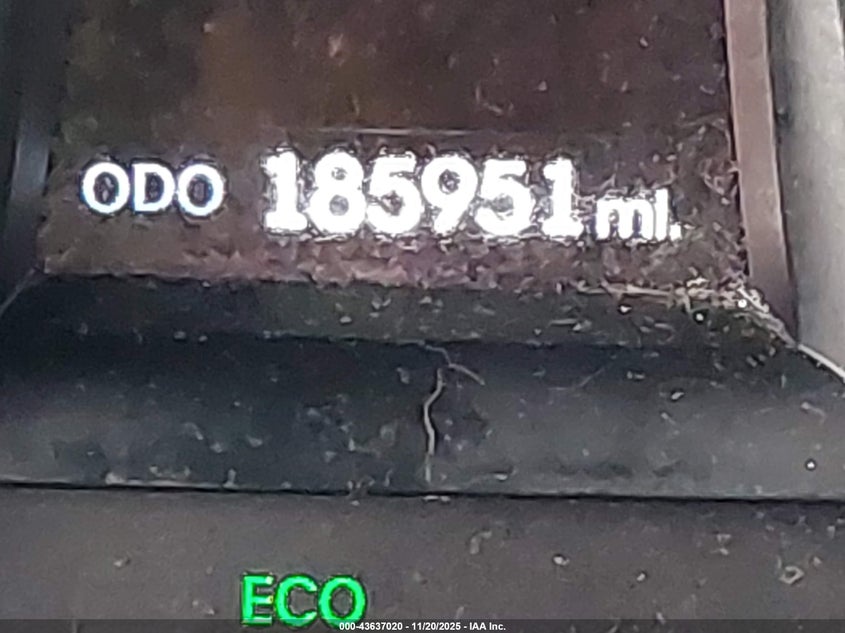 ODO 185951 mi.
ECO
000-43637020 - 11/20/2025 - IAA Inc.